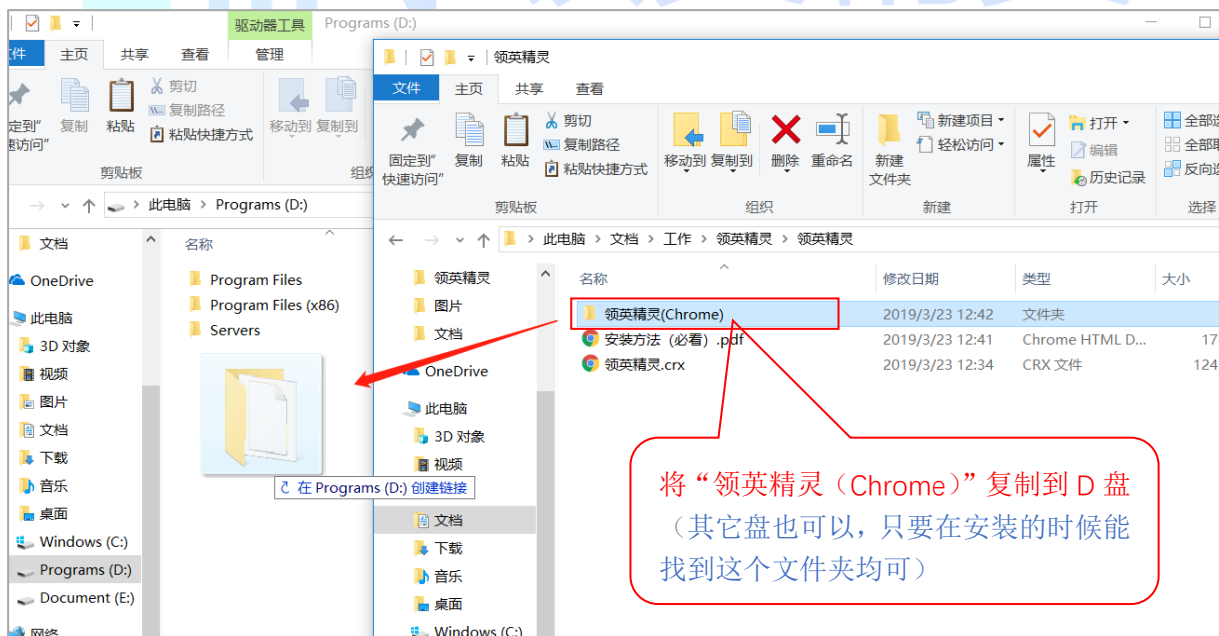 驱动器工具 Programs (D:)
件 主页 共享 查看 管理
剪切
复制路径
粘贴快捷方式
定到"
复制 粘贴 移动到 复制到
剪贴板
此电脑 > Programs (D:)
文档
OneDrive
此电脑
3D 对象
视频
图片
文档
下载
音乐
桌面
Windows (C:)
Programs (D:)
Document (E:)
网络
名称
Program Files
Program Files (x86)
Servers
在 Programs (D:) 创建链接
领英精灵
文件 主页 共享 查看
固定到"
快速访问"
复制 粘贴
剪切
复制路径
粘贴快捷方式
剪贴板
移动到 复制到 删除 重命名
组织
新建
文件夹
新建项目
轻松访问
新建
属性
打开
编辑
历史记录
打开
全部
全部
反向
选择
此电脑 > 文档 > 工作 > 领英精灵 > 领英精灵
领英精灵
图片
文档
OneDrive
此电脑
3D 对象
视频
文档
下载
音乐
桌面
Windows (C:)
名称 修改日期 类型 大小
领英精灵(Chrome) 2019/3/23 12:42 文件夹
安装方法（必看）.pdf 2019/3/23 12:41 Chrome HTML D... 17
领英精灵.crx 2019/3/23 12:34 CRX 文件 124
将“领英精灵（Chrome）”复制到 D 盘
（其它盘也可以，只要在安装的时候能
找到这个文件夹均可）